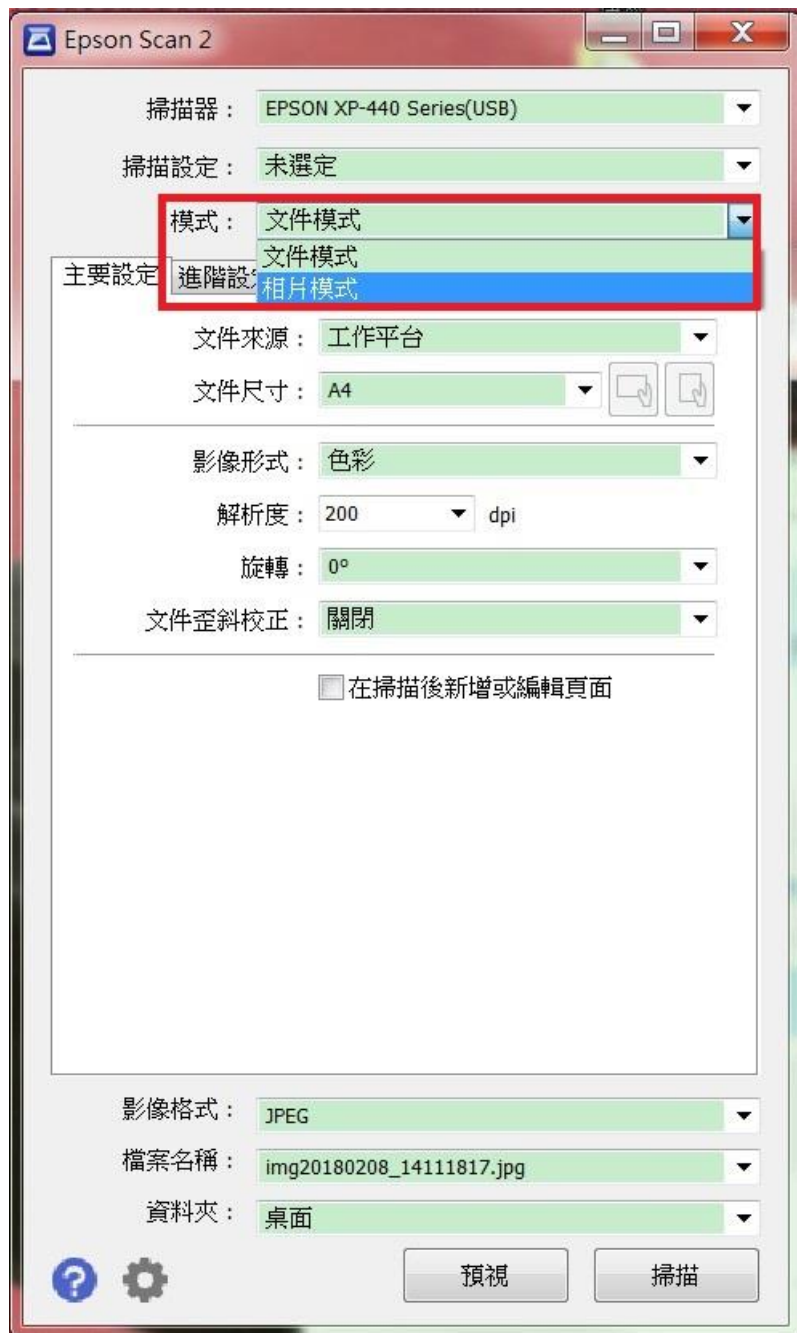 Epson Scan 2
掃描器： EPSON XP-440 Series(USB)
掃描設定： 未選定
模式： 文件模式
文件模式
相片模式
主要設定 進階設
文件來源： 工作平台
文件尺寸： A4
影像形式： 色彩
解析度： 200 dpi
旋轉： 0°
文件歪斜校正： 關閉
在掃描後新增或編輯頁面
影像格式： JPEG
檔案名稱： img20180208_14111817.jpg
資料夾： 桌面
預視 掃描